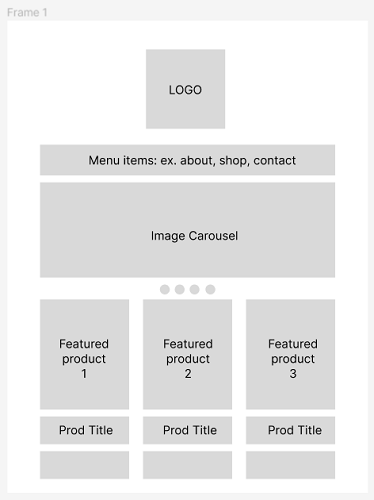 Frame 1
LOGO
Menu items: ex. about, shop, contact
Image Carousel
Featured
product
1
Featured
product
2
Featured
product
3
Prod Title
Prod Title
Prod Title